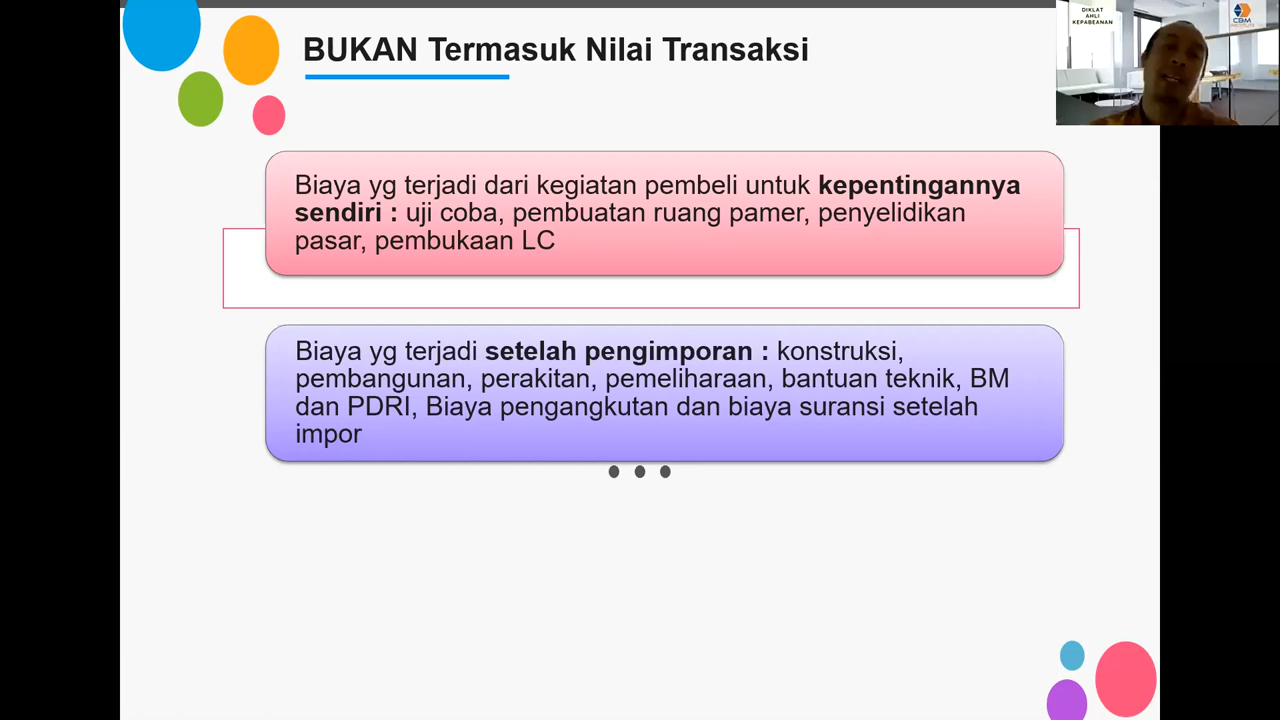 BUKAN Termasuk Nilai Transaksi
DIKLAT
AHLI
KEPABEANAN
CBM
Biaya yg terjadi dari kegiatan pembeli untuk kepentingannya
sendiri : uji coba, pembuatan ruang pamer, penyelidikan
pasar, pembukaan LC
Biaya yg terjadi setelah pengimporan : konstruksi,
pembangunan, perakitan, pemeliharaan, bantuan teknik, BM
dan PDRI, Biaya pengangkutan dan biaya suransi setelah
impor